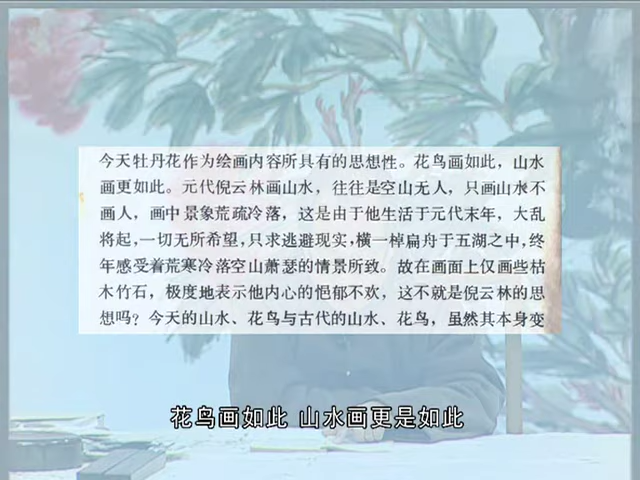 今天牡丹花作为绘画内容所具有的思想性。花鸟画如此，山水
画更如此。元代倪云林画山水，往往是空山无人，只画山水不
画人，画中景象荒疏冷落，这是由于他生活于元代末年，大乱
将起，一切无所希望，只求逃避现实，横一棹扁舟于五湖之中，终
年感受着荒寒冷落空山萧瑟的情景所致。故在画面上仅画些枯
木竹石，极度地表示他内心的悒郁不欢，这不就是倪云林的思
想吗？今天的山水、花鸟与古代的山水、花鸟，虽然其本身变
花鸟画如此 山水画更是如此